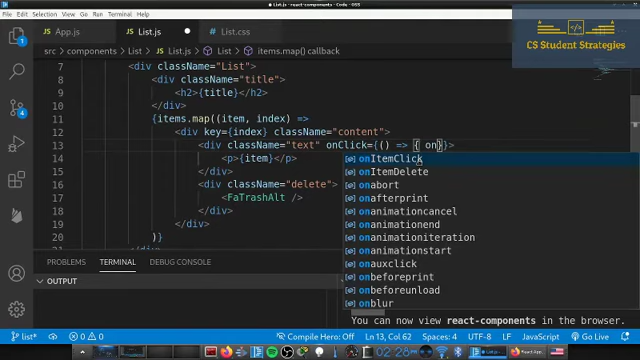 List.js - react-components - Code - OSS
File Edit Selection View Go Run Terminal Help
CS Student Strategies
App.js
List.js
List.css
src > components > List > List.js > List > items.map() callback
7 <div className="List">
8 <div className="title">
9 <h2>{title}</h2>
10 </div>
11 {items.map((item, index) =>
12 <div key={index} className="content">
13 <div className="text" onClick={() => { on}}>
14 <p>{item}</p>
onItemClick
15 </div>
onItemDelete
16 <div className="delete"
onabort
17 <FaTrashAlt />
onafterprint
18 </div>
onanimationcancel
19 </div>
onanimationend
20 )}
onanimationiteration
21 </div>
onanimationstart
onauxclick
onbeforeprint
onbeforeunload
onblur
PROBLEMS TERMINAL DEBUG CONSOLE
OUTPUT
You can now view react-components in the browser.
list* 0 0 Compile Hero: Off Ln 13, Col 62 Spaces: 4 UTF-8 LF JavaScript Go Live